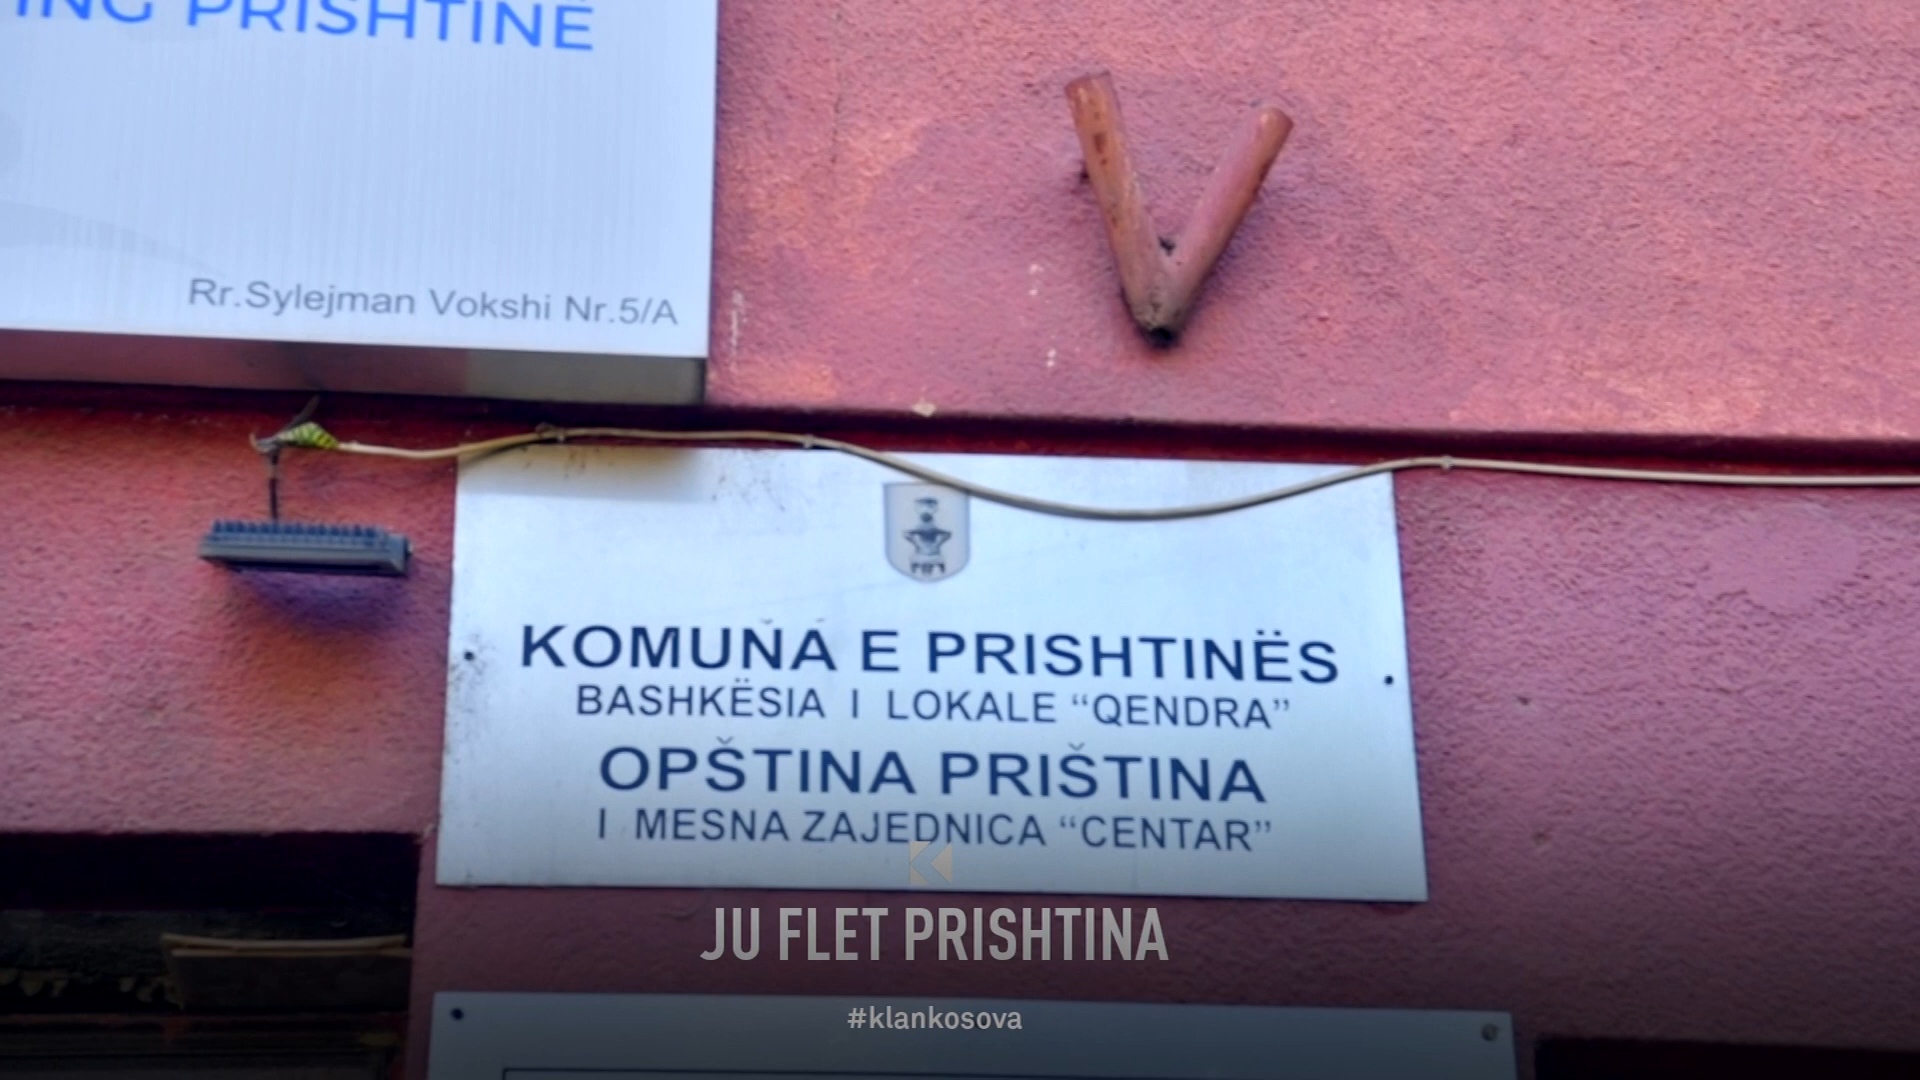 PRISHTINË
Rr.Sylejman Vokshi Nr.5/A
KOMUNA E PRISHTINËS
BASHKËSIA I LOKALE “QENDRA”
OPŠTINA PRIŠTINA
I MESNA ZAJEDNICA “CENTAR”
JU FLET PRISHTINA
#klankosova